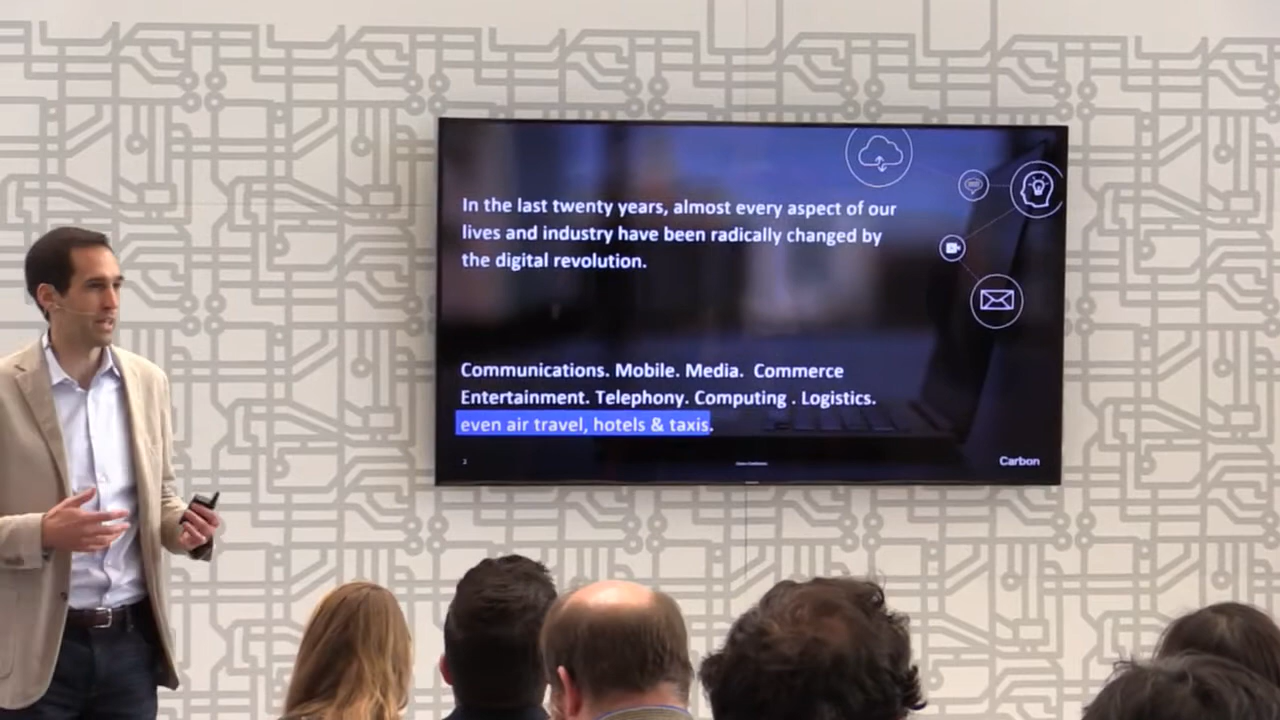 In the last twenty years, almost every aspect of our
lives and industry have been radically changed by
the digital revolution.
Communications. Mobile. Media.  Commerce
Entertainment. Telephony. Computing . Logistics.
even air travel, hotels & taxis.
Carbon